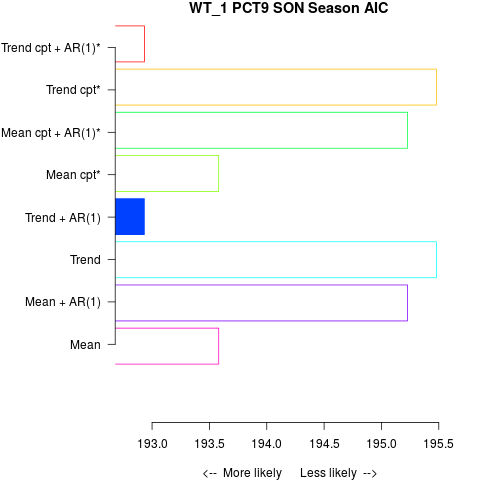 WT_1 PCT9 SON Season AIC
Trend cpt + AR(1)*
Trend cpt*
Mean cpt + AR(1)*
Mean cpt*
Trend + AR(1)
Trend
Mean + AR(1)
Mean
193.0 193.5 194.0 194.5 195.0 195.5
<-- More likely Less likely -->